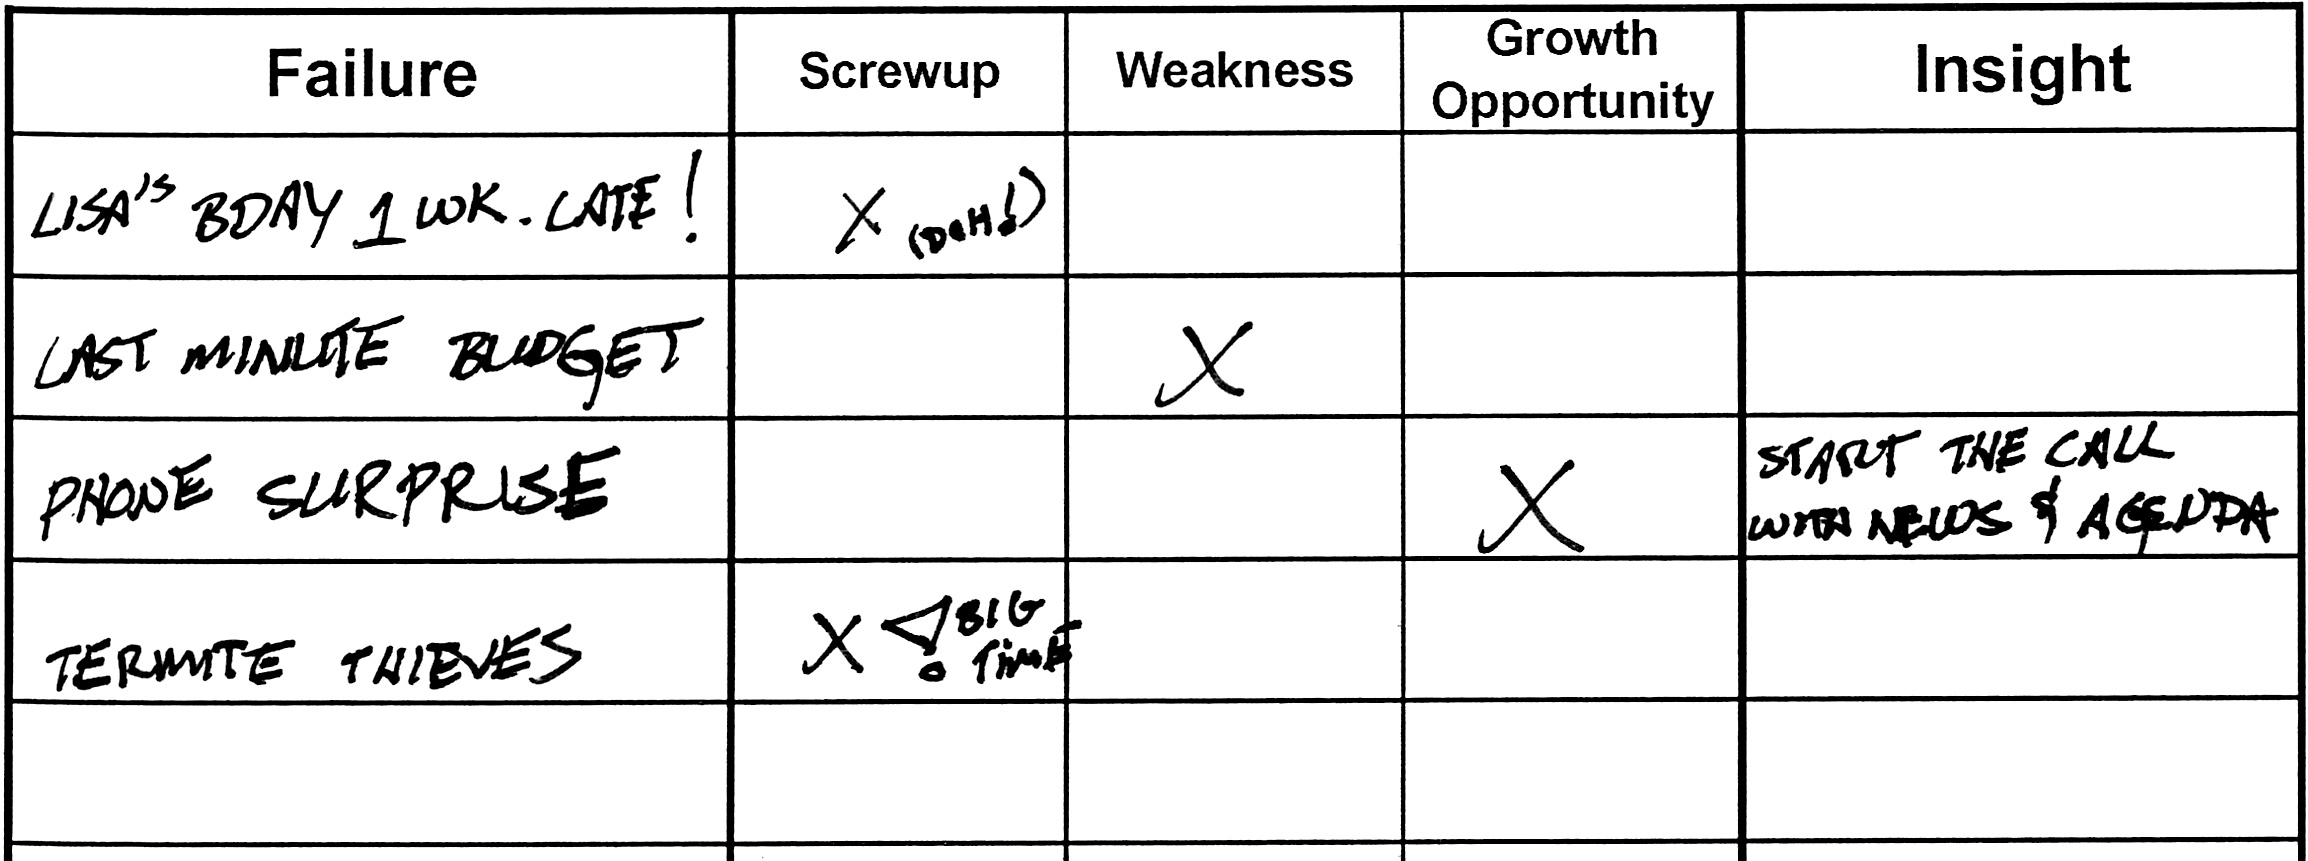 Failure Screwup Weakness Growth Opportunity Insight
LISA'S BDAY 1 WK. LATE! X (DUH!)
LAST MINUTE BUDGET X
PHONE SURPRISE X START THE CALL
WITH NEWS & AGENDA
TERMITE THIEVES X BIG
TIME